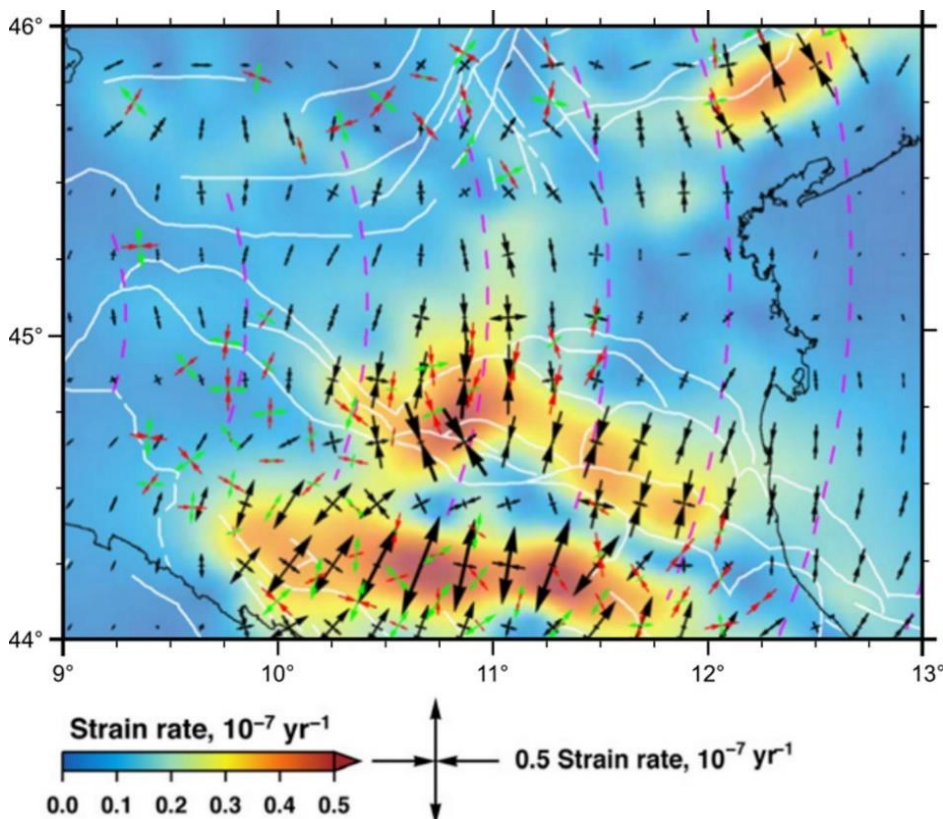 46°
45°
44°
9° 10° 11° 12° 13°
Strain rate, 10⁻⁷ yr⁻¹
0.5 Strain rate, 10⁻⁷ yr⁻¹
0.0 0.1 0.2 0.3 0.4 0.5